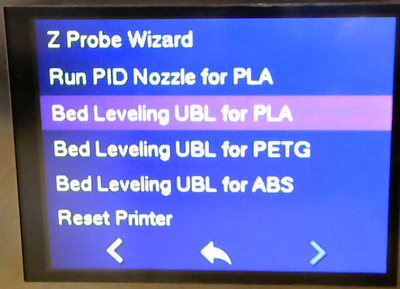 Z Probe Wizard
Run PID Nozzle for PLA
Bed Leveling UBL for PLA
Bed Leveling UBL for PETG
Bed Leveling UBL for ABS
Reset Printer